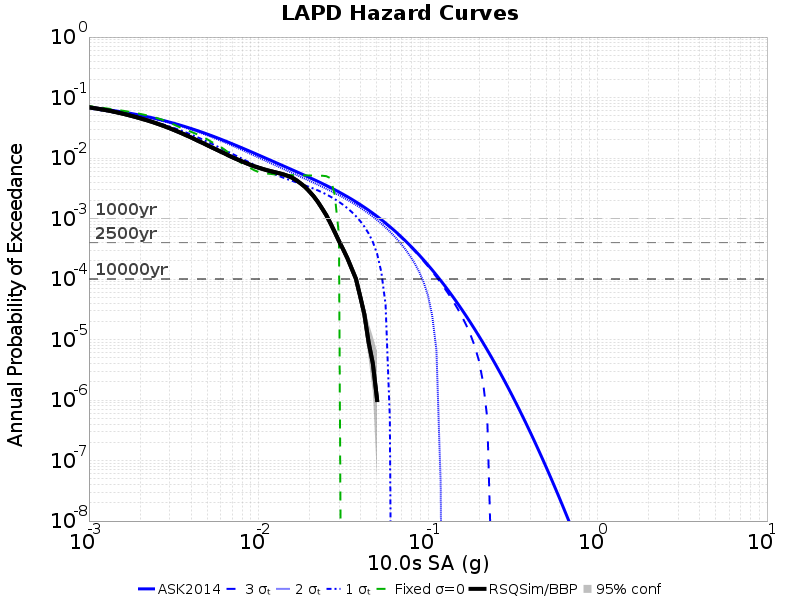 LAPD Hazard Curves
Annual Probability of Exceedance
10^0
10^-1
10^-2
10^-3
10^-4
10^-5
10^-6
10^-7
10^-8
1000yr
2500yr
10000yr
10^-3 10^-2 10^-1 10^0 10^1
10.0s SA (g)
ASK2014 3 σₜ 2 σₜ 1 σₜ Fixed σ=0 RSQSim/BBP 95% conf